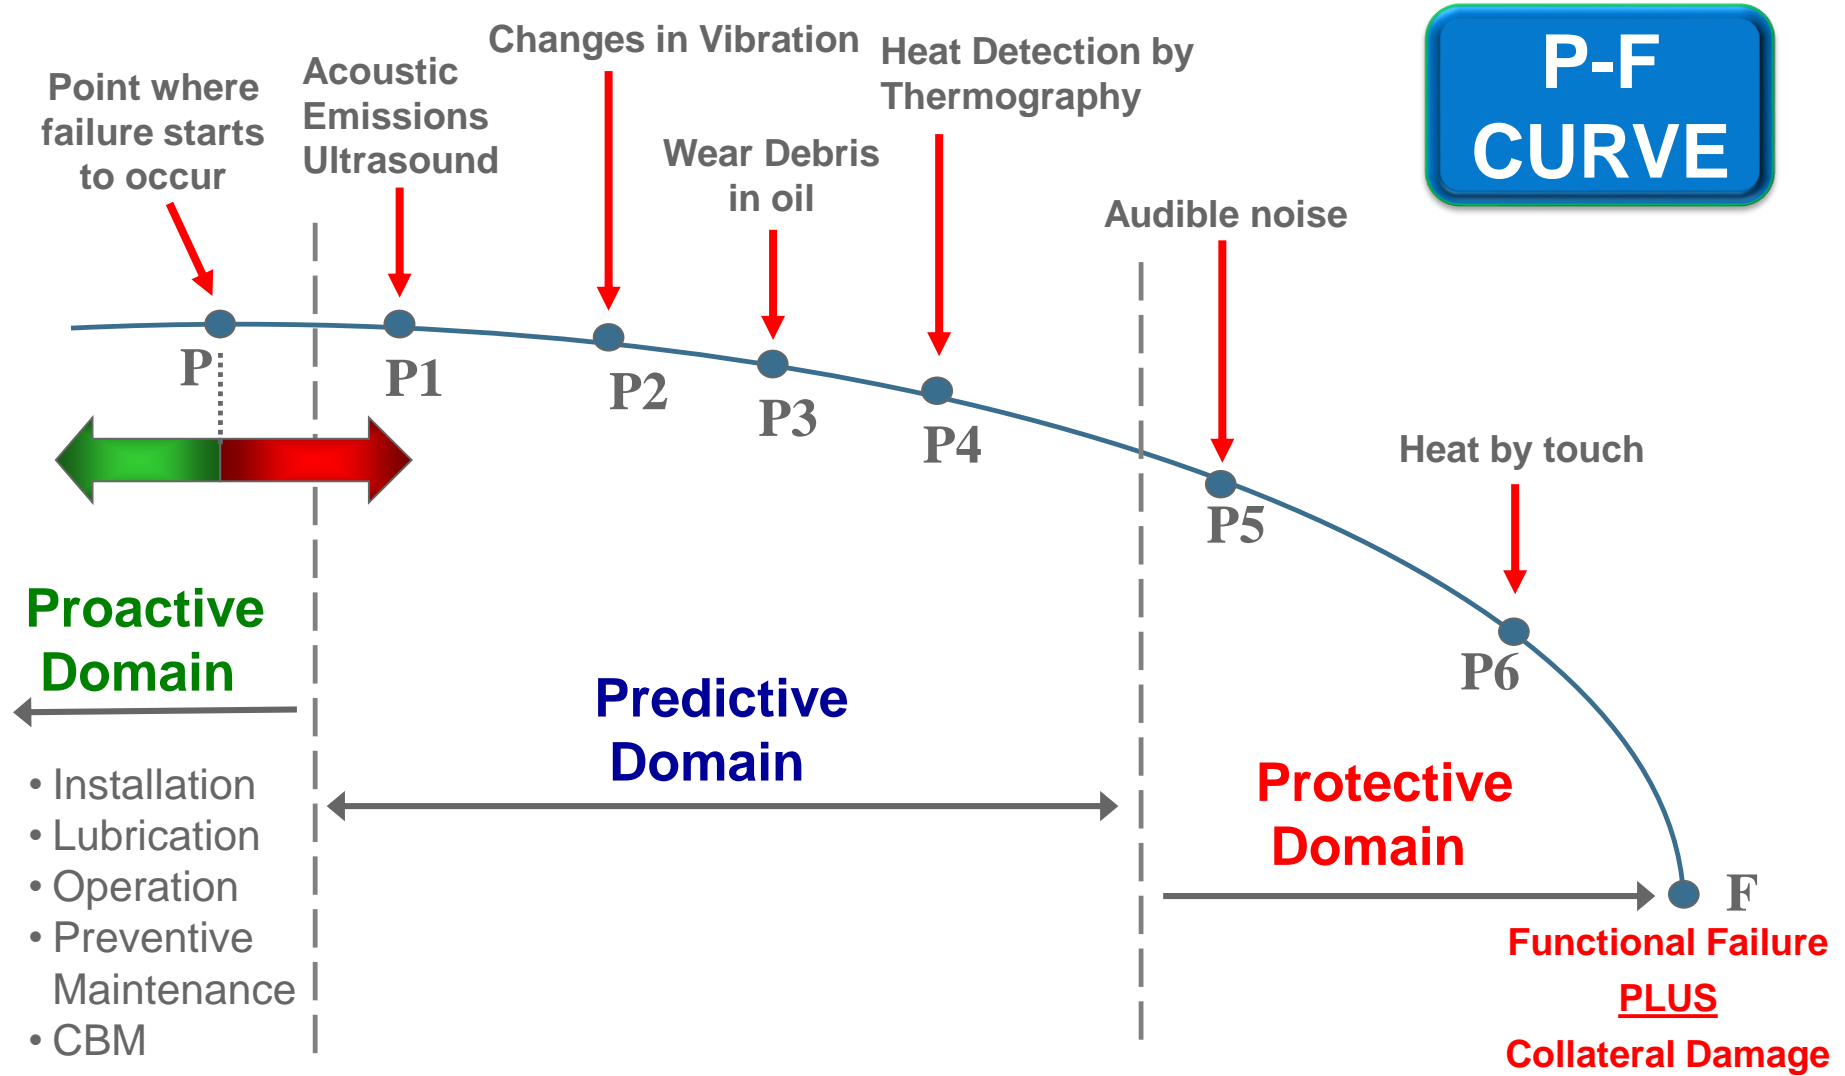 P-F
CURVE
Point where
failure starts
to occur
Acoustic
Emissions
Ultrasound
Changes in Vibration
Wear Debris
in oil
Heat Detection by
Thermography
Audible noise
Heat by touch
P
P1
P2
P3
P4
P5
P6
F
Proactive
Domain
• Installation
• Lubrication
• Operation
• Preventive
Maintenance
• CBM
Predictive
Domain
Protective
Domain
Functional Failure
PLUS
Collateral Damage